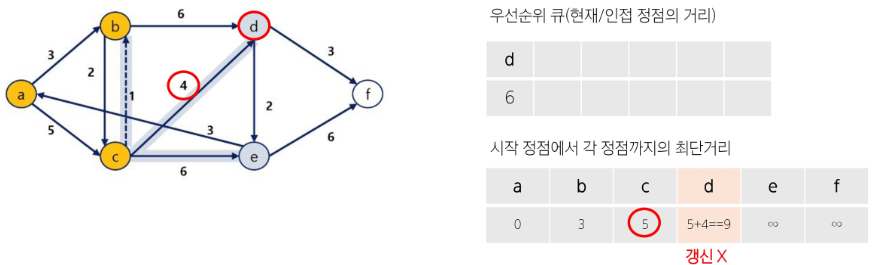 우선순위 큐(현재/인접 정점의 거리)
d
6
시작 정점에서 각 정점까지의 최단거리
a b c d e f
0 3 5 5+4==9 ∞ ∞
갱신 X
b 6 d
3 2 4 3
a 1 2 f
5 3 6
c 6 e